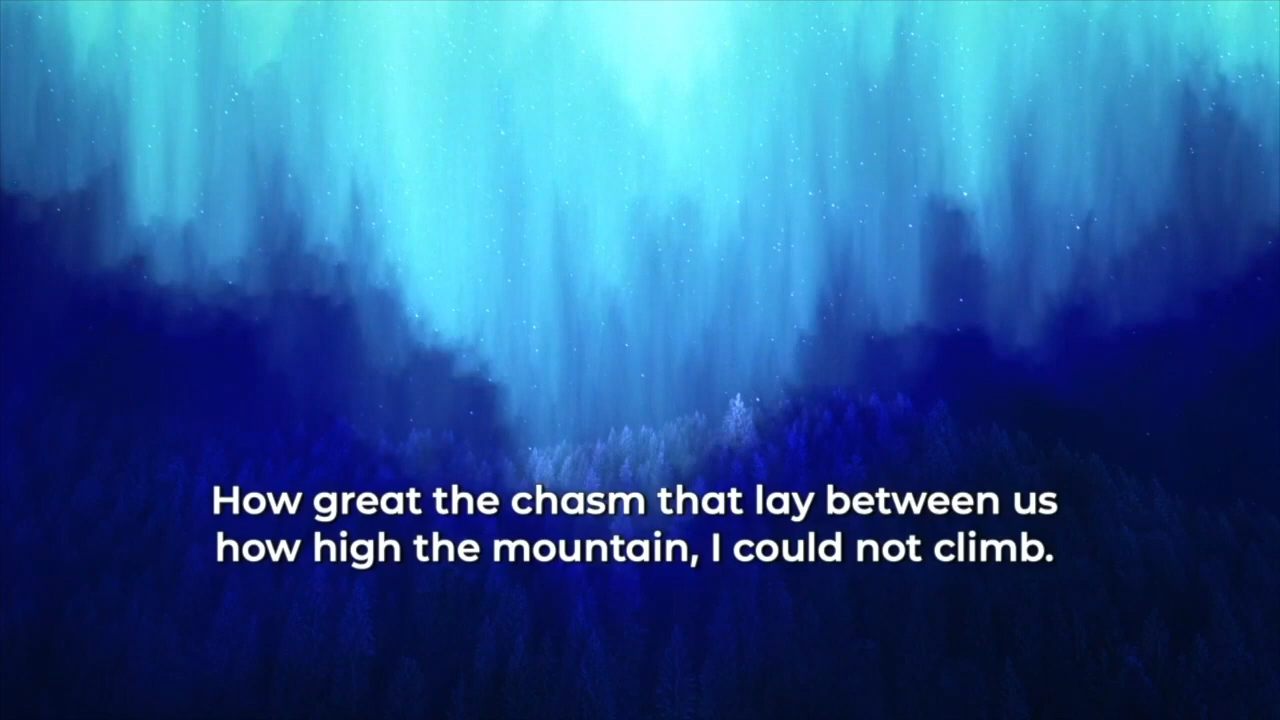 How great the chasm that lay between us
how high the mountain, I could not climb.